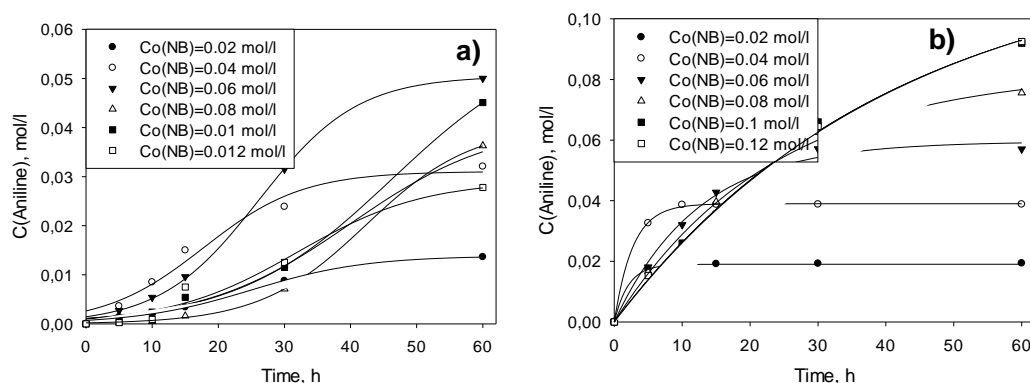 a)
Co(NB)=0.02 mol/l
Co(NB)=0.04 mol/l
Co(NB)=0.06 mol/l
Co(NB)=0.08 mol/l
Co(NB)=0.01 mol/l
Co(NB)=0.012 mol/l
C(Aniline), mol/l
0,06
0,05
0,04
0,03
0,02
0,01
0,00
0 10 20 30 40 50 60
Time, h
b)
Co(NB)=0.02 mol/l
Co(NB)=0.04 mol/l
Co(NB)=0.06 mol/l
Co(NB)=0.08 mol/l
Co(NB)=0.1 mol/l
Co(NB)=0.12 mol/l
C(Aniline), mol/l
0,10
0,08
0,06
0,04
0,02
0,00
0 10 20 30 40 50 60
Time, h